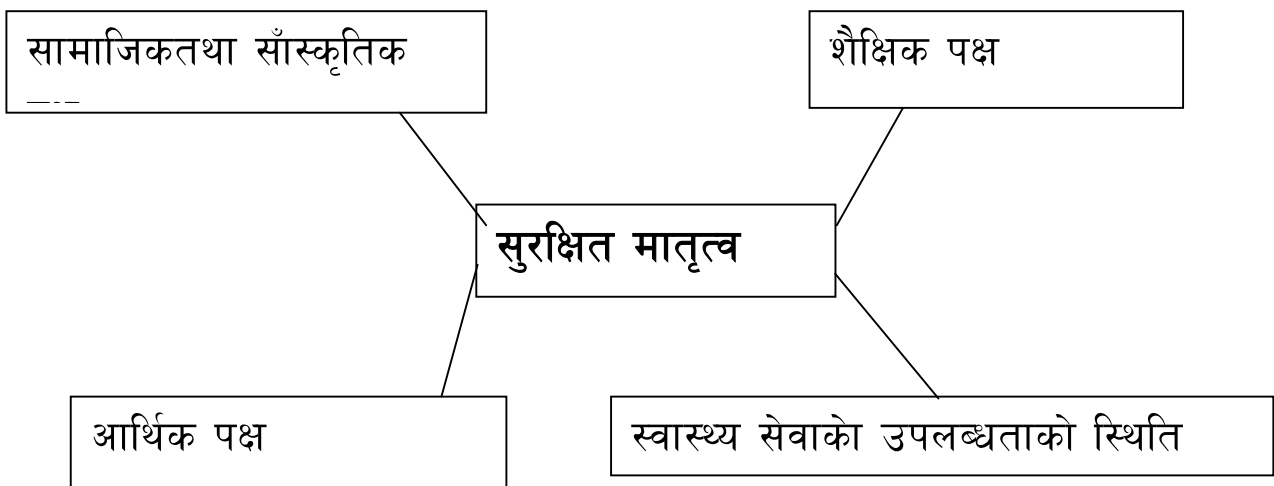 सामाजिकतथा साँस्कृतिक
शैक्षिक पक्ष
सुरक्षित मातृत्व
आर्थिक पक्ष
स्वास्थ्य सेवाको उपलब्धताको स्थिति